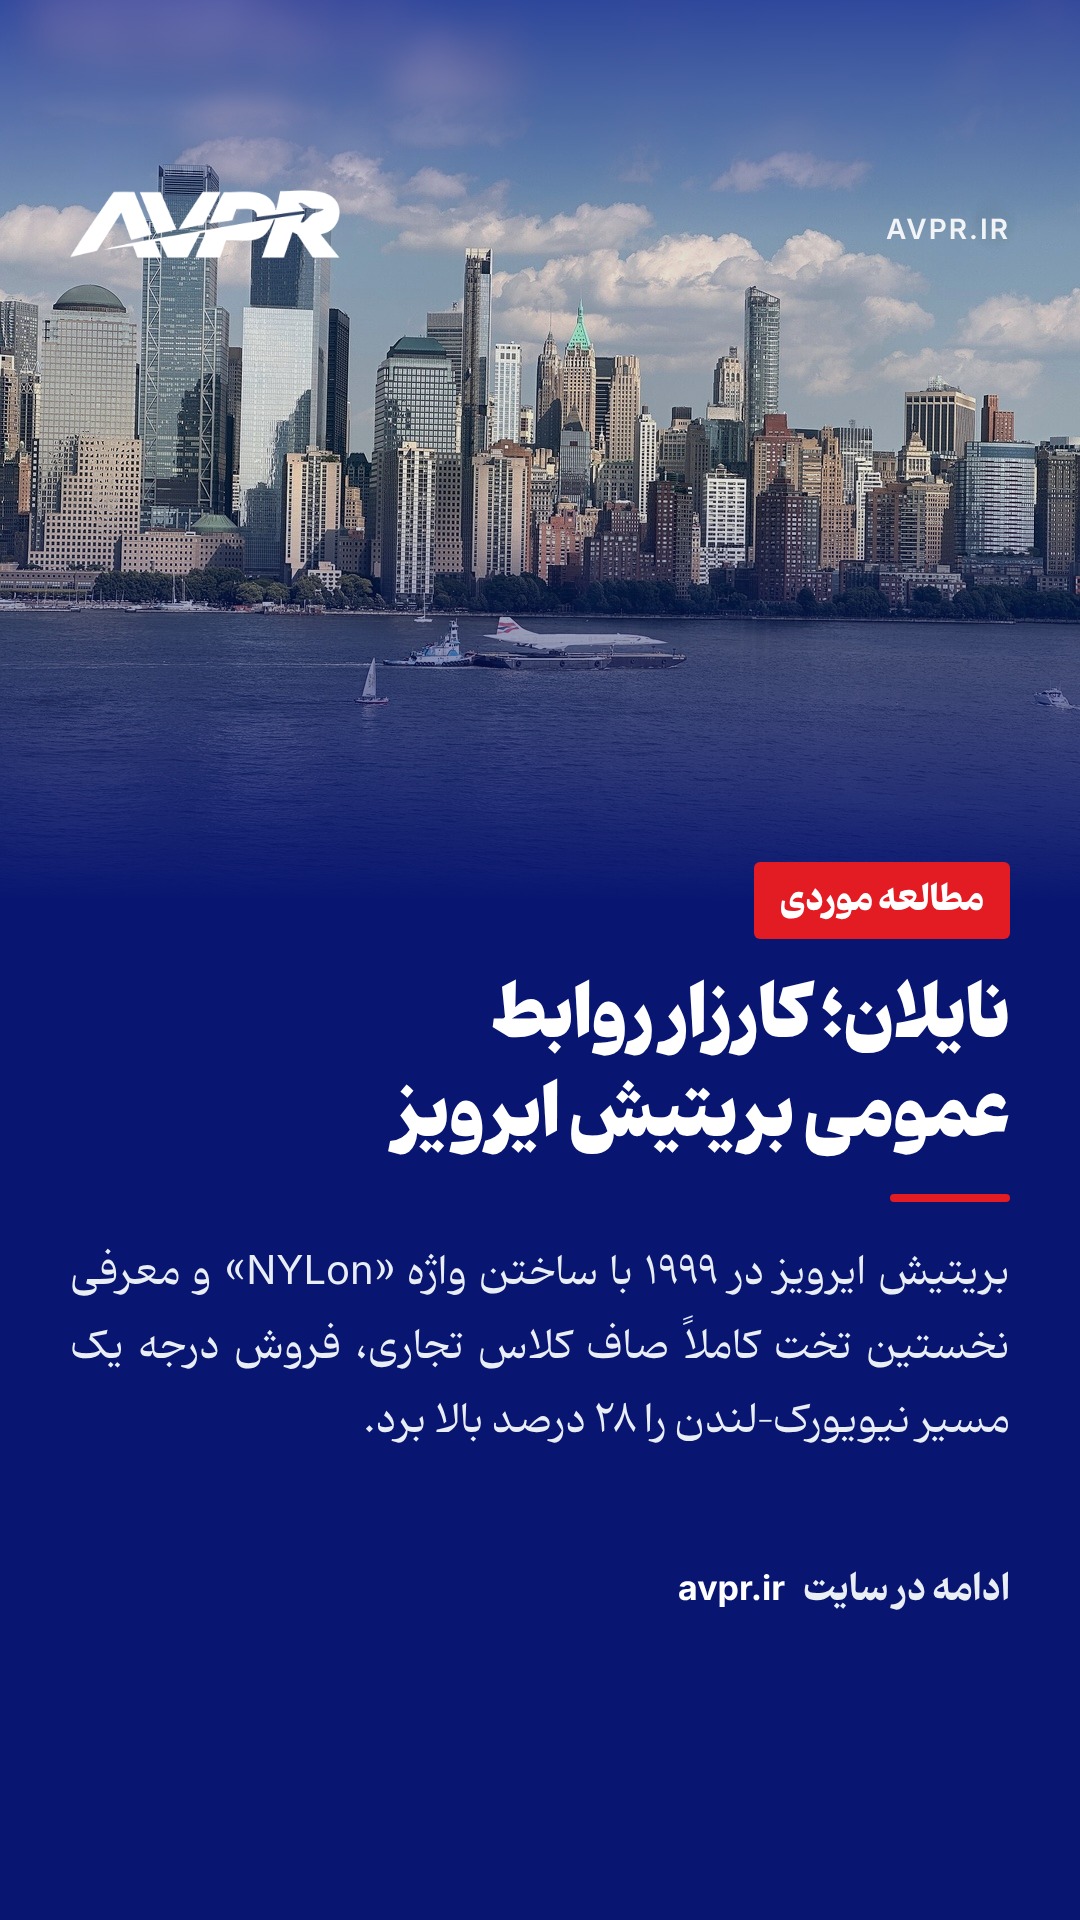 AVPR
AVPR.IR
مطالعه موردی
نایلان؛ کارزار روابط
عمومی بریتیش ایرویز
بریتیش ایرویز در ۱۹۹۹ با ساختن واژه «NYLon» و معرفی
نخستین تخت کاملاً صاف کلاس تجاری، فروش درجه یک
مسیر نیویورک-لندن را ۲۸ درصد بالا برد.
ادامه در سایت avpr.ir